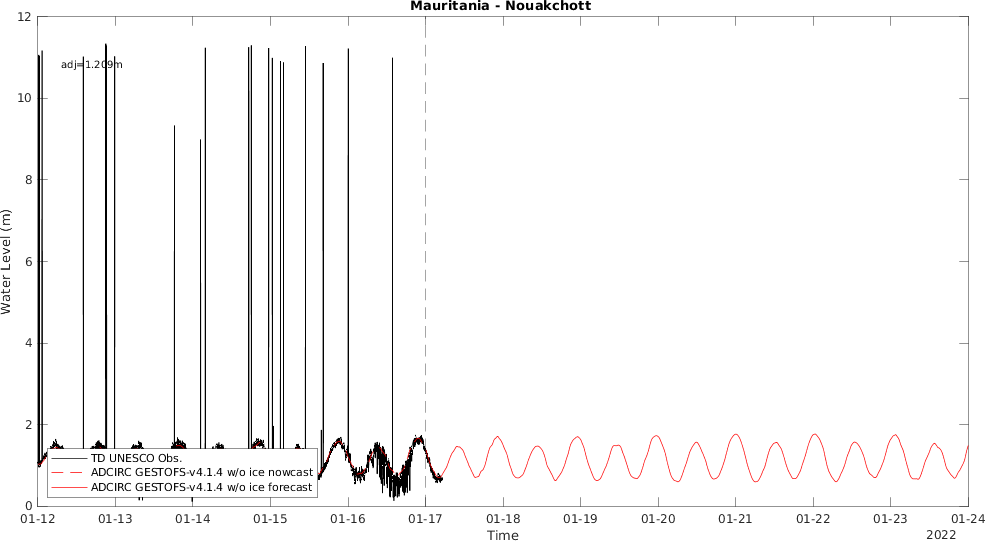 Mauritania - Nouakchott
12
10
8
6
4
2
0
Water Level (m)
adj=1.209m
TD UNESCO Obs.
ADCIRC GESTOFS-v4.1.4 w/o ice nowcast
ADCIRC GESTOFS-v4.1.4 w/o ice forecast
01-12 01-13 01-14 01-15 01-16 01-17 01-18 01-19 01-20 01-21 01-22 01-23 01-24
Time
2022